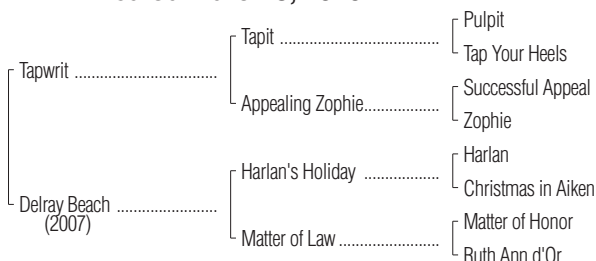 Tapwrit
Tapit
Pulpit
Tap Your Heels
Appealing Zophie
Successful Appeal
Zophie
Delray Beach
(2007)
Harlan's Holiday
Harlan
Christmas in Aiken
Matter of Law
Matter of Honor
Ruth Ann d'Or